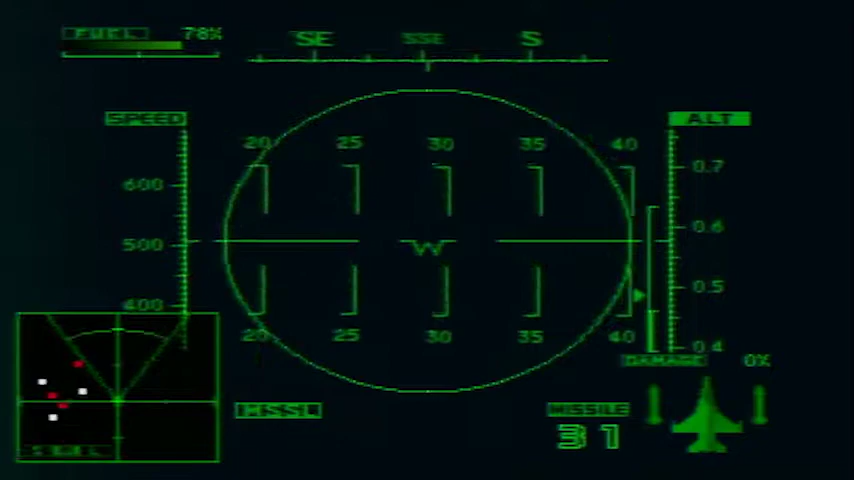 FUEL 78%
SE SSE S
SPEED ALT
20 25 30 35 40
600 0.7
500 0.6
400 0.5
20 25 30 35 40 0.4
DAMAGE 0%
MSSL MISSILE
31